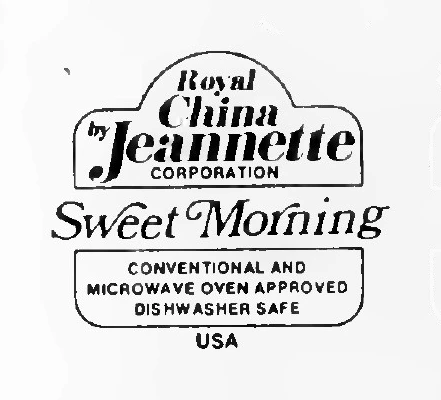 Royal
China
by Jeannette
CORPORATION
Sweet Morning
CONVENTIONAL AND
MICROWAVE OVEN APPROVED
DISHWASHER SAFE
USA